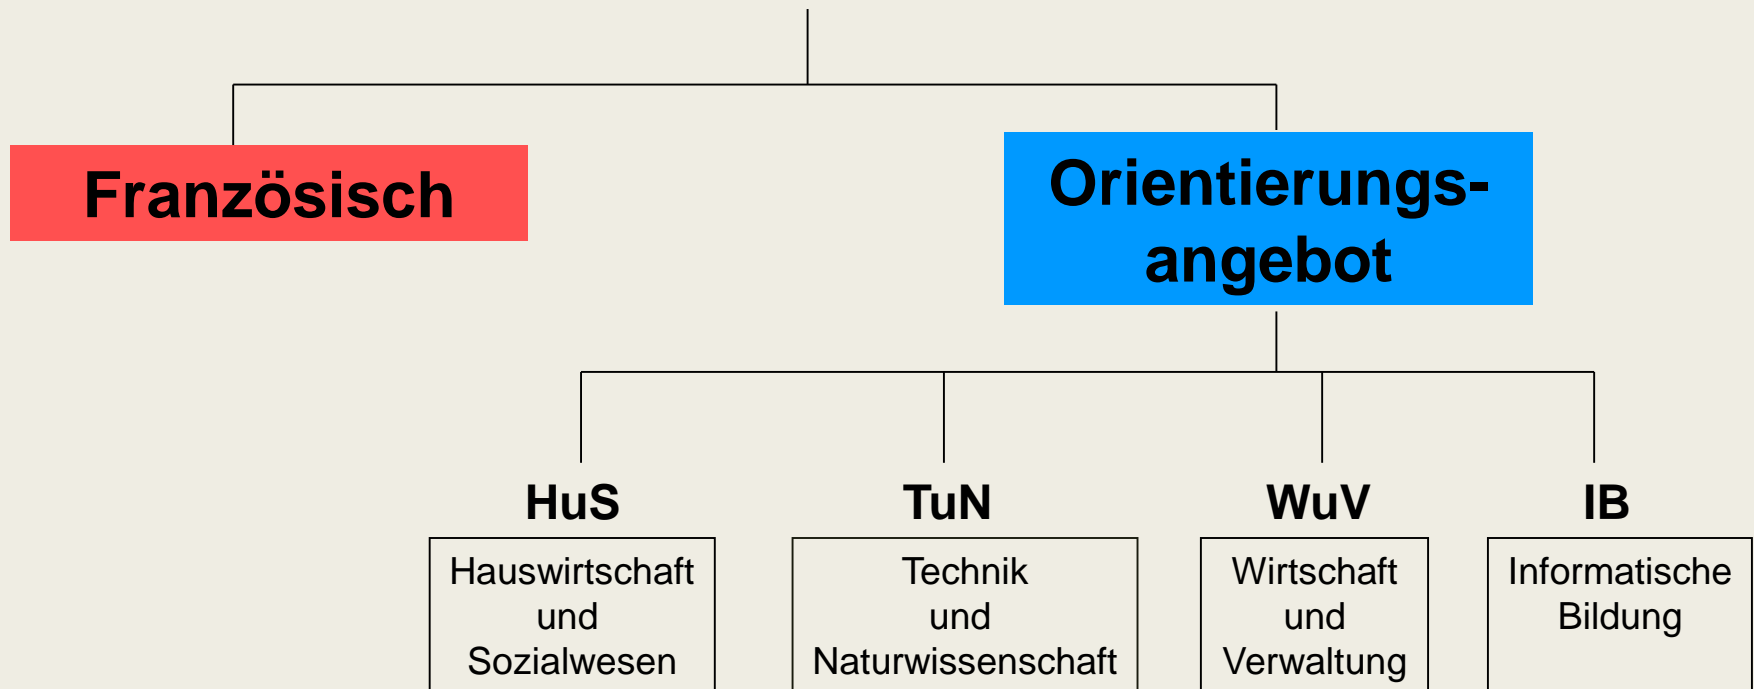 Französisch
Orientierungs-
angebot
HuS
Hauswirtschaft
und
Sozialwesen
TuN
Technik
und
Naturwissenschaft
WuV
Wirtschaft
und
Verwaltung
IB
Informatische
Bildung